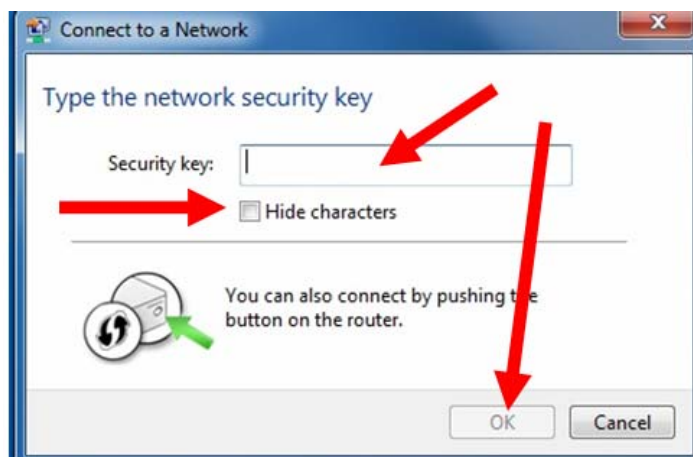 Connect to a Network
Type the network security key
Security key:
Hide characters
You can also connect by pushing the
button on the router.
OK Cancel